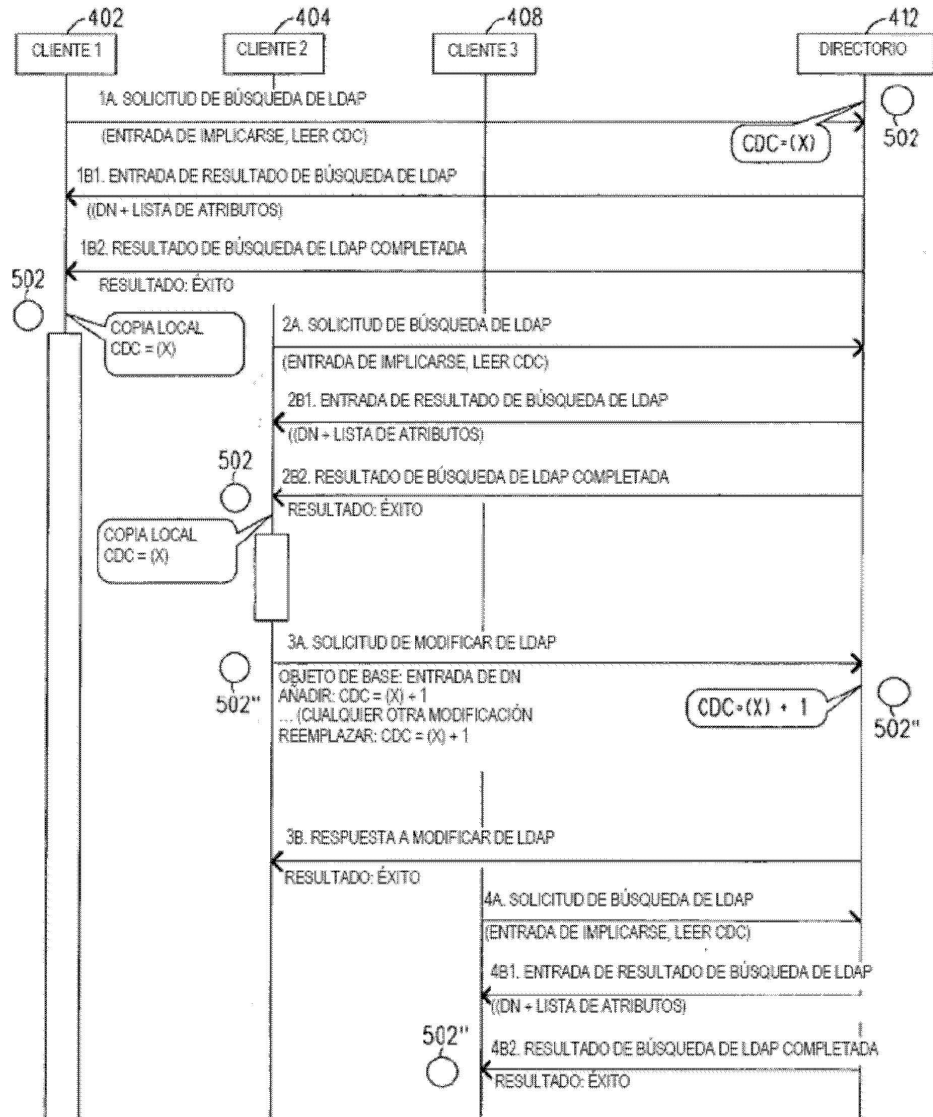 402
404
408
412
CLIENTE 1
CLIENTE 2
CLIENTE 3
DIRECTORIO
1A. SOLICITUD DE BÚSQUEDA DE LDAP
(ENTRADA DE IMPLICARSE, LEER CDC)
CDC=(X)
502
1B1. ENTRADA DE RESULTADO DE BÚSQUEDA DE LDAP
((DN + LISTA DE ATRIBUTOS)
1B2. RESULTADO DE BÚSQUEDA DE LDAP COMPLETADA
RESULTADO: ÉXITO
502
COPIA LOCAL
CDC = (X)
2A. SOLICITUD DE BÚSQUEDA DE LDAP
(ENTRADA DE IMPLICARSE, LEER CDC)
2B1. ENTRADA DE RESULTADO DE BÚSQUEDA DE LDAP
((DN + LISTA DE ATRIBUTOS)
502
2B2. RESULTADO DE BÚSQUEDA DE LDAP COMPLETADA
RESULTADO: ÉXITO
COPIA LOCAL
CDC = (X)
3A. SOLICITUD DE MODIFICAR DE LDAP
502"
OBJETO DE BASE: ENTRADA DE DN
AÑADIR: CDC = (X) + 1
... (CUALQUIER OTRA MODIFICACIÓN
REEMPLAZAR: CDC = (X) + 1
CDC=(X) + 1
502"
3B. RESPUESTA A MODIFICAR DE LDAP
RESULTADO: ÉXITO
4A. SOLICITUD DE BÚSQUEDA DE LDAP
(ENTRADA DE IMPLICARSE, LEER CDC)
4B1. ENTRADA DE RESULTADO DE BÚSQUEDA DE LDAP
((DN + LISTA DE ATRIBUTOS)
502"
4B2. RESULTADO DE BÚSQUEDA DE LDAP COMPLETADA
RESULTADO: ÉXITO